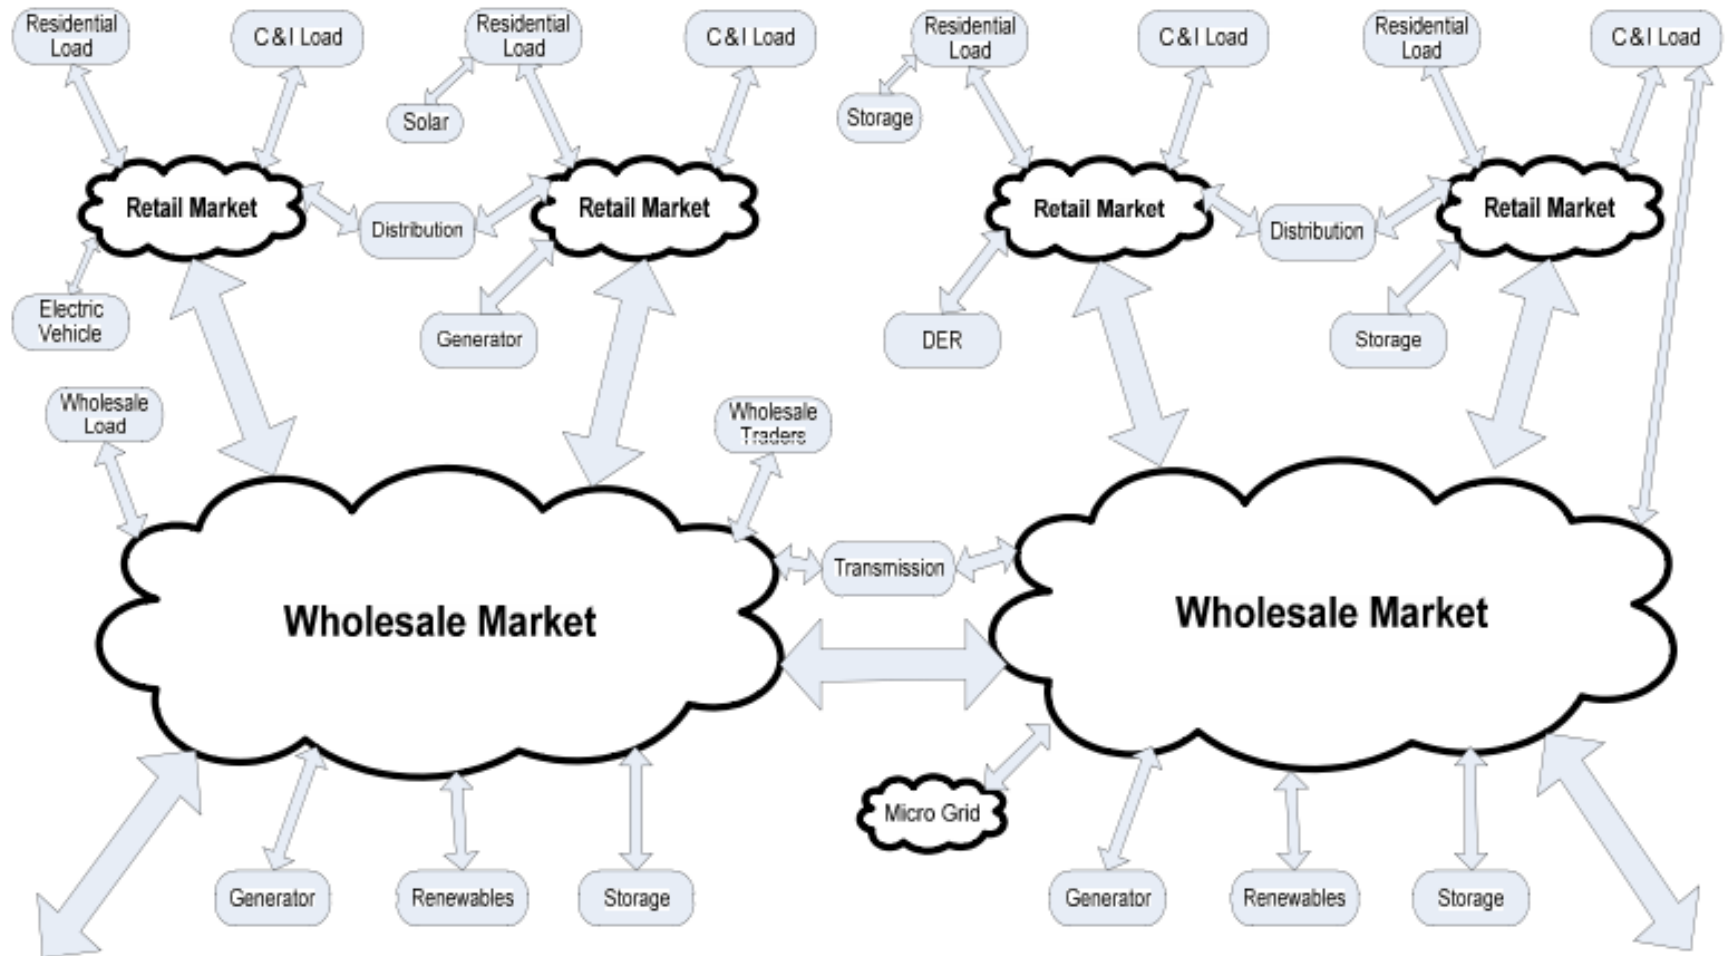 Residential
Load
C & I Load
Residential
Load
C & I Load
Residential
Load
C & I Load
Residential
Load
C & I Load
Solar
Storage
Retail Market
Distribution
Retail Market
Retail Market
Distribution
Retail Market
Electric
Vehicle
Generator
DER
Storage
Wholesale
Load
Wholesale
Traders
Transmission
Wholesale Market
Wholesale Market
Micro Grid
Generator
Renewables
Storage
Generator
Renewables
Storage